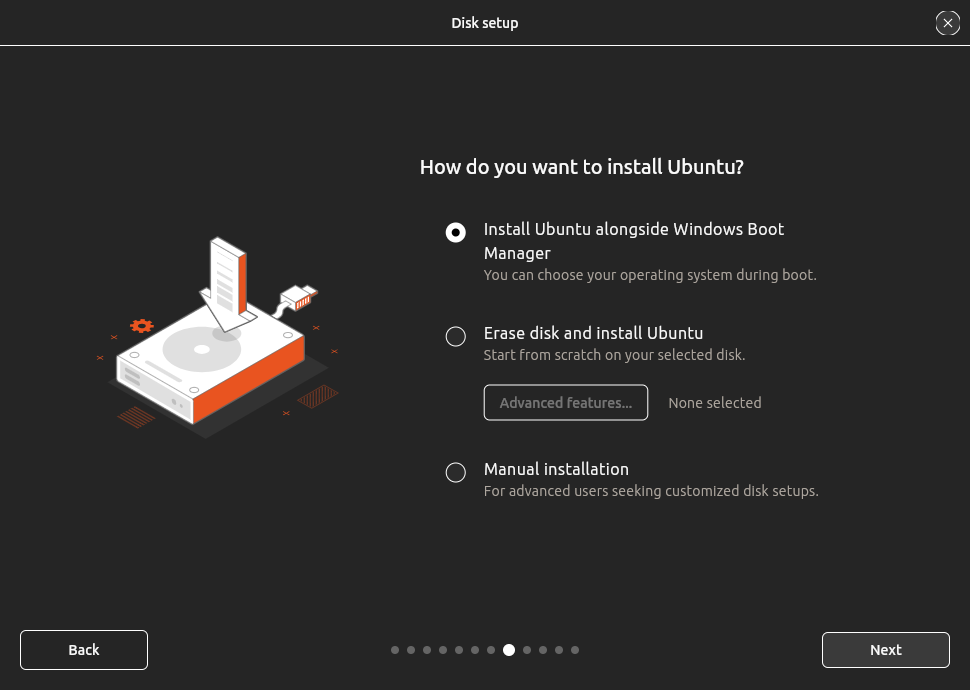 Disk setup
How do you want to install Ubuntu?
Install Ubuntu alongside Windows Boot
Manager
You can choose your operating system during boot.
Erase disk and install Ubuntu
Start from scratch on your selected disk.
Advanced features...
None selected
Manual installation
For advanced users seeking customized disk setups.
Back
Next